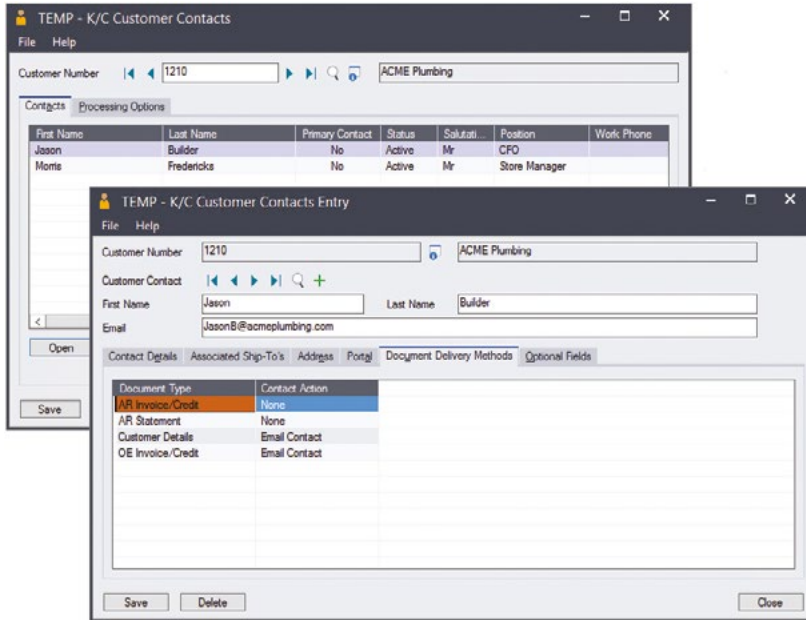 TEMP - K/C Customer Contacts
File Help
Customer Number 1210 ACME Plumbing
Contacts Processing Options
First Name Last Name Primary Contact Status Salutati... Position Work Phone
Jason Builder No Active Mr CFO
Morris Fredericks No Active Mr Store Manager
Open
Save
TEMP - K/C Customer Contacts Entry
File Help
Customer Number 1210 ACME Plumbing
Customer Contact
First Name Jason Last Name Builder
Email JasonB@acmeplumbing.com
Contact Details Associated Ship-To's Address Portal Document Delivery Methods Optional Fields
Document Type Contact Action
AR Invoice/Credit None
AR Statement None
Customer Details Email Contact
OE Invoice/Credit Email Contact
Save Delete Close